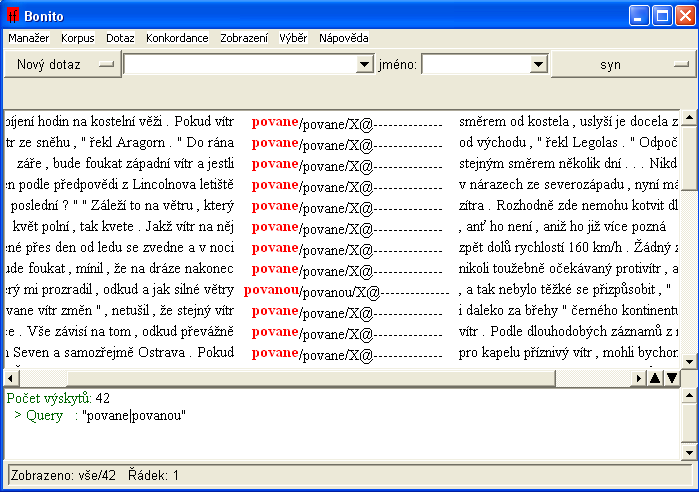 Bonito
Manažer Korpus Dotaz Konkordance Zobrazení Výběr Nápověda
Nový dotaz jméno: syn
bíjení hodin na kostelní věži . Pokud vítr povane/povane/X@-------------- směrem od kostela , uslyší je docela z
tr ze sněhu , " řekl Aragorn . " Do rána povane/povane/X@-------------- od východu , " řekl Legolas . " Odpoč
záře , bude foukat západní vítr a jestli povane/povane/X@-------------- stejným směrem několik dní . . . Nikd
en podle předpovědi z Lincolnova letiště povane/povane/X@-------------- v nárazech ze severozápadu , nyní má
poslední ? " " Záleží to na větru , který povane/povane/X@-------------- zítra . Rozhodně zde nemohu kotvit dl
květ polní , tak kvete . Jakž vítr na něj povane/povane/X@-------------- , anť ho není , aniž ho již více pozná
ené přes den od ledu se zvedne a v noci povane/povane/X@-------------- zpět dolů rychlostí 160 km/h . Žádný z
ude foukat , mínil , že na dráze nakonec povane/povane/X@-------------- nikoli toužebně očekávaný protivítr , a
erý mi prozradil , odkud a jak silné větry povanou/povanou/X@-------------- , a tak nebylo těžké se přizpůsobit , "
vane vítr změn " , netušil , že stejný vítr povane/povane/X@-------------- i daleko za břehy " černého kontinentu
ce . Vše závisí na tom , odkud převážně povane/povane/X@-------------- vítr . Podle dlouhodobých záznamů z
n Seven a samozřejmě Ostrava . Pokud povane/povane/X@-------------- pro kapelu příznivý vítr , mohli bychom
Počet výskytů: 42
> Query : "povane|povanou"
Zobrazeno: vše/42 Řádek: 1